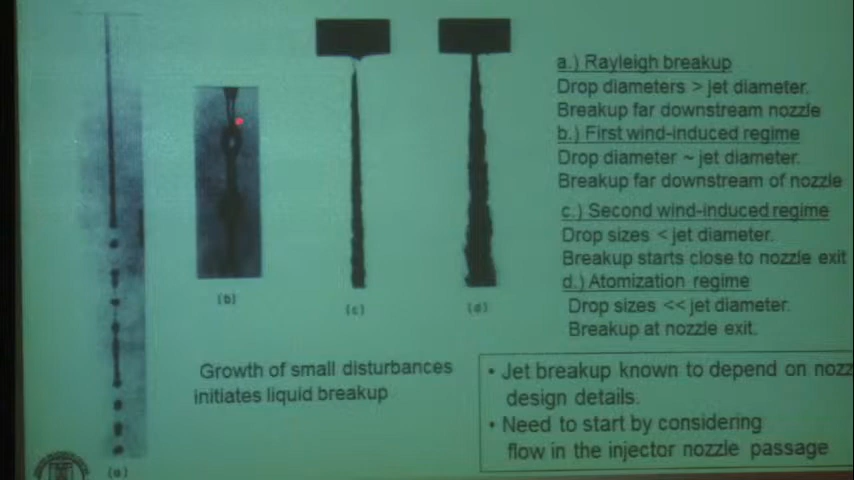 a.) Rayleigh breakup
Drop diameters > jet diameter.
Breakup far downstream nozzle
b.) First wind-induced regime
Drop diameter ~ jet diameter.
Breakup far downstream of nozzle
c.) Second wind-induced regime
Drop sizes < jet diameter.
Breakup starts close to nozzle exit
d.) Atomization regime
Drop sizes << jet diameter.
Breakup at nozzle exit.
(b)
(c)
(d)
(a)
Growth of small disturbances
initiates liquid breakup
• Jet breakup known to depend on nozz
design details.
• Need to start by considering
flow in the injector nozzle passage